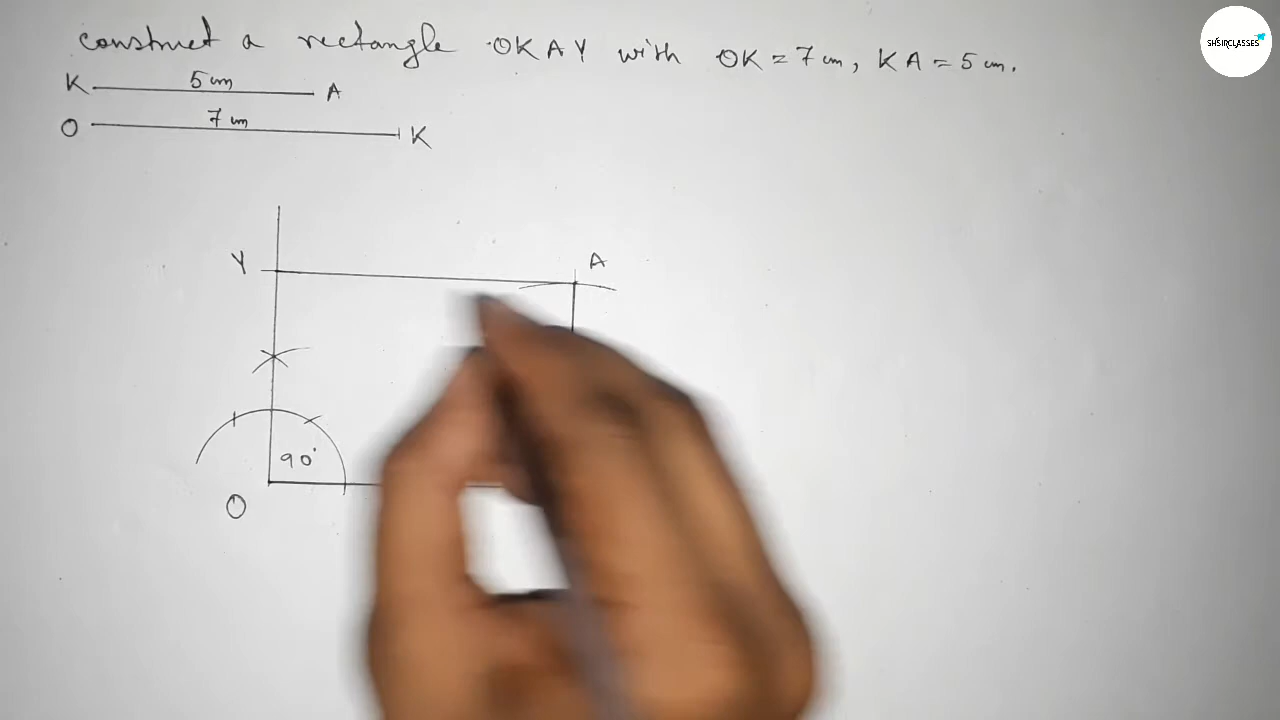 construct a rectangle OKAY with OK = 7 cm, KA = 5 cm.
SHSIRCLASSES
K 5 cm A
O 7 cm K
Y A
90°
O